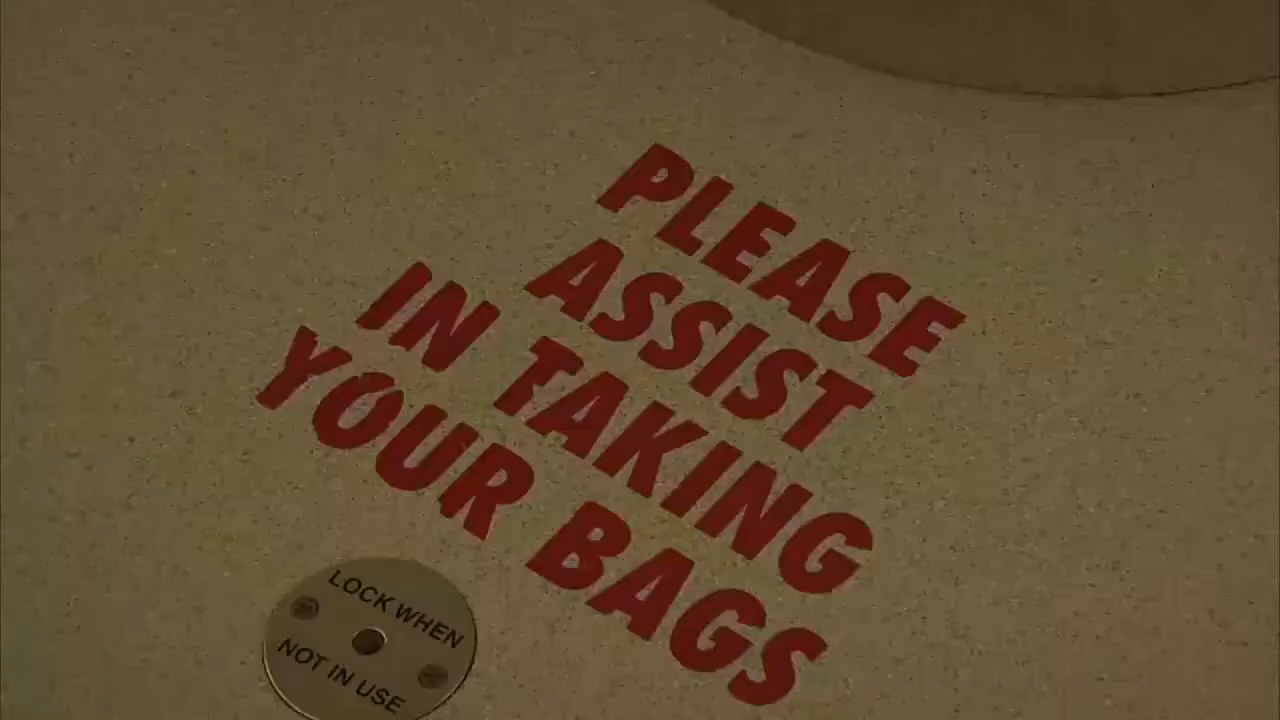 PLEASE
ASSIST
IN TAKING
YOUR BAGS
LOCK WHEN
NOT IN USE